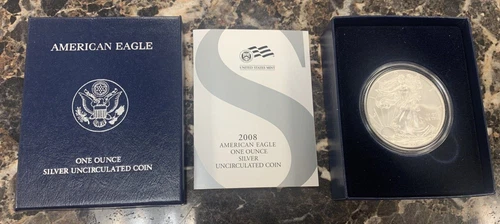 AMERICAN EAGLE
ONE OUNCE
SILVER UNCIRCULATED COIN
UNITED STATES MINT
2008
AMERICAN EAGLE
ONE OUNCE
SILVER
UNCIRCULATED COIN